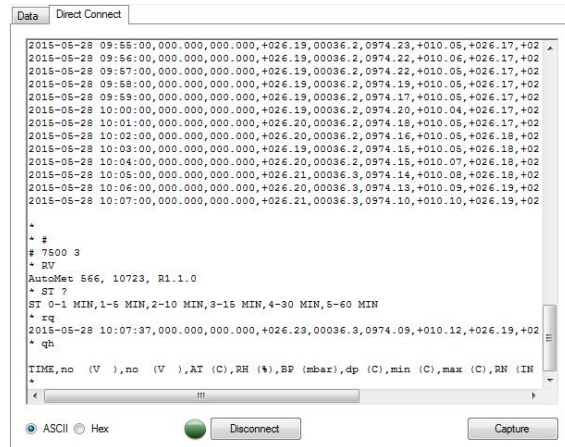 Data Direct Connect
2015-05-28 09:55:00,000.000,000.000,+026.19,00036.2,0974.23,+010.05,+026.17,+02
2015-05-28 09:56:00,000.000,000.000,+026.19,00036.2,0974.22,+010.06,+026.17,+02
2015-05-28 09:57:00,000.000,000.000,+026.19,00036.2,0974.22,+010.05,+026.17,+02
2015-05-28 09:58:00,000.000,000.000,+026.19,00036.2,0974.19,+010.05,+026.17,+02
2015-05-28 09:59:00,000.000,000.000,+026.19,00036.2,0974.17,+010.05,+026.17,+02
2015-05-28 10:00:00,000.000,000.000,+026.19,00036.2,0974.20,+010.04,+026.17,+02
2015-05-28 10:01:00,000.000,000.000,+026.20,00036.2,0974.18,+010.05,+026.17,+02
2015-05-28 10:02:00,000.000,000.000,+026.20,00036.2,0974.16,+010.05,+026.18,+02
2015-05-28 10:03:00,000.000,000.000,+026.19,00036.2,0974.15,+010.05,+026.18,+02
2015-05-28 10:04:00,000.000,000.000,+026.20,00036.2,0974.15,+010.07,+026.18,+02
2015-05-28 10:05:00,000.000,000.000,+026.21,00036.3,0974.14,+010.08,+026.18,+02
2015-05-28 10:06:00,000.000,000.000,+026.20,00036.3,0974.13,+010.09,+026.19,+02
2015-05-28 10:07:00,000.000,000.000,+026.21,00036.3,0974.10,+010.10,+026.19,+02
*
* #
# 7500 3
* RV
AutoMet 566, 10723, R1.1.0
* ST ?
ST 0-1 MIN,1-5 MIN,2-10 MIN,3-15 MIN,4-30 MIN,5-60 MIN
* rq
2015-05-28 10:07:37,000.000,000.000,+026.23,00036.3,0974.09,+010.12,+026.19,+02
* qh
TIME,no (V ),no (V ),AT (C),RH (%),BP (mbar),dp (C),min (C),max (C),RN (IN
*
ASCII Hex Disconnect Capture